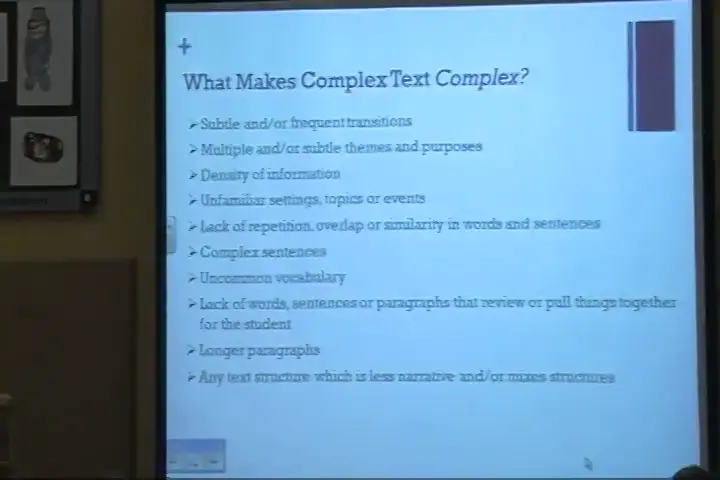 +
What Makes Complex Text Complex?
➢ Subtle and/or frequent transitions
➢ Multiple and/or subtle themes and purposes
➢ Density of information
➢ Unfamiliar settings, topics or events
➢ Lack of repetition, overlap or similarity in words and sentences
➢ Complex sentences
➢ Uncommon vocabulary
➢ Lack of words, sentences or paragraphs that review or pull things together
for the student
➢ Longer paragraphs
➢ Any text structure which is less narrative and/or mixes structures